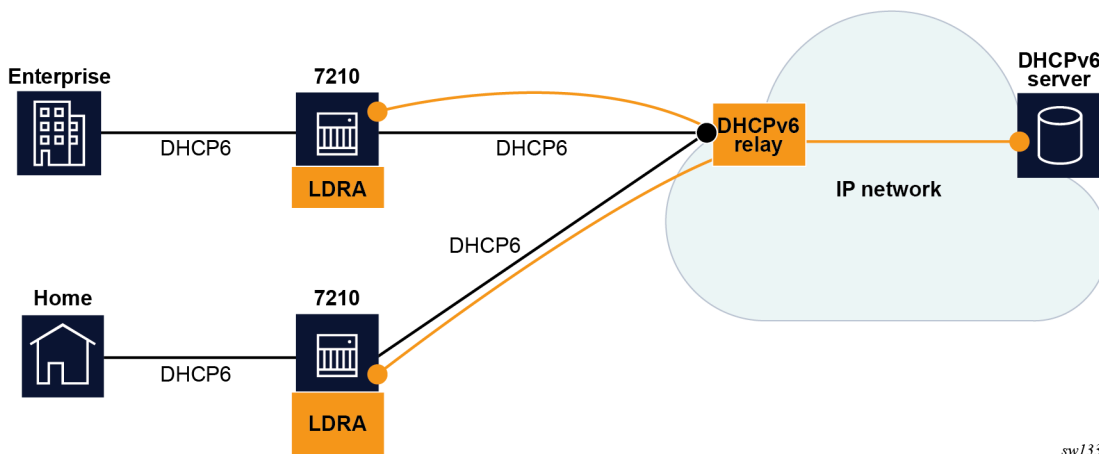 Enterprise
7210
DHCPv6
server
DHCP6
DHCP6
DHCPv6
relay
LDRA
IP network
DHCP6
Home
7210
DHCP6
LDRA